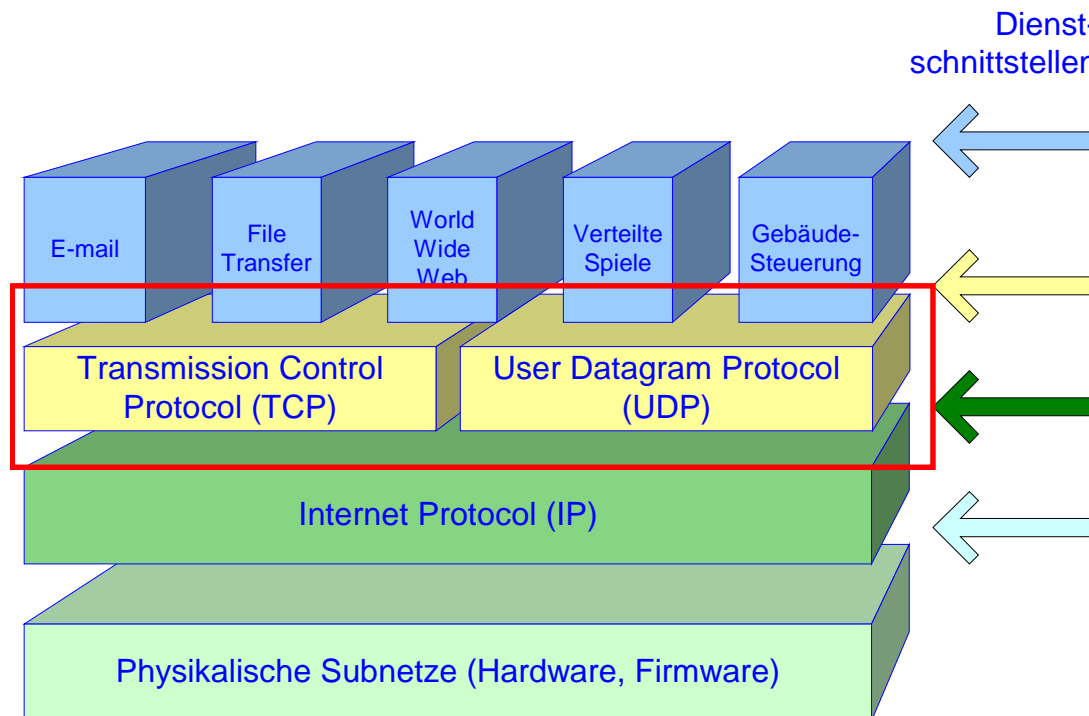 Dienst-
schnittstellen
E-mail
File
Transfer
World
Wide
Web
Verteilte
Spiele
Gebäude-
Steuerung
Transmission Control
Protocol (TCP)
User Datagram Protocol
(UDP)
Internet Protocol (IP)
Physikalische Subnetze (Hardware, Firmware)